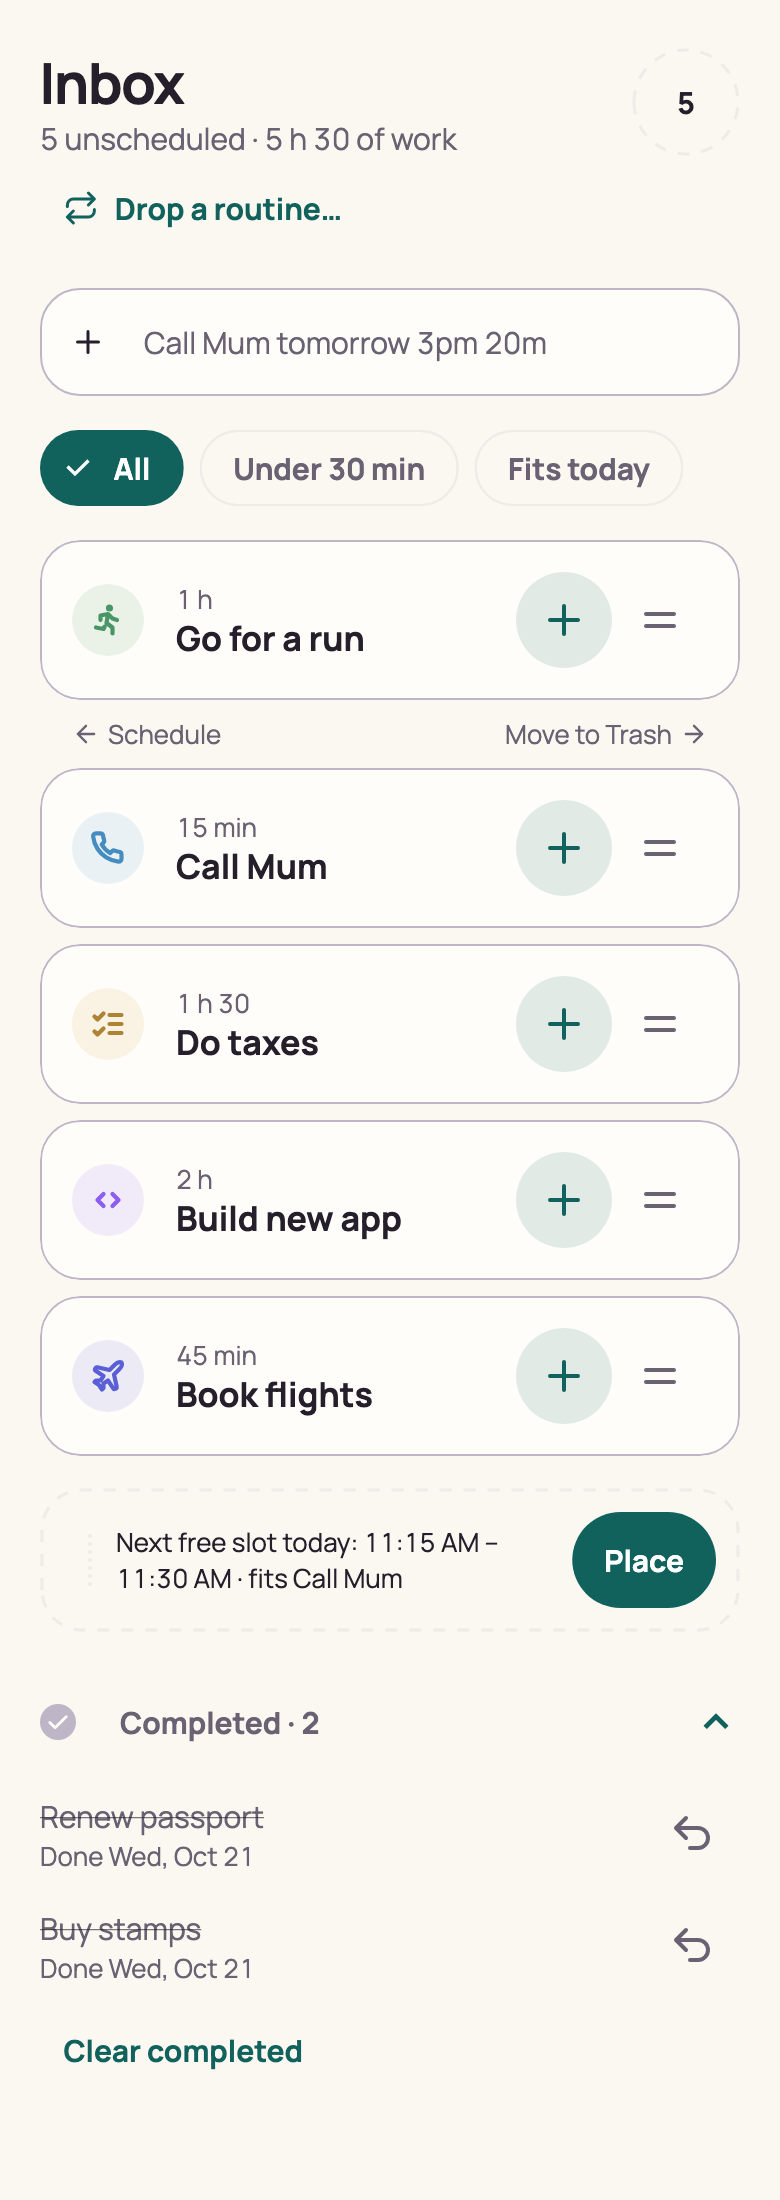 Inbox
5
5 unscheduled · 5 h 30 of work
Drop a routine...
Call Mum tomorrow 3pm 20m
All
Under 30 min
Fits today
1 h
Go for a run
Schedule
Move to Trash
15 min
Call Mum
1 h 30
Do taxes
2 h
Build new app
45 min
Book flights
Next free slot today: 11:15 AM –
11:30 AM · fits Call Mum
Place
Completed · 2
Renew passport
Done Wed, Oct 21
Buy stamps
Done Wed, Oct 21
Clear completed